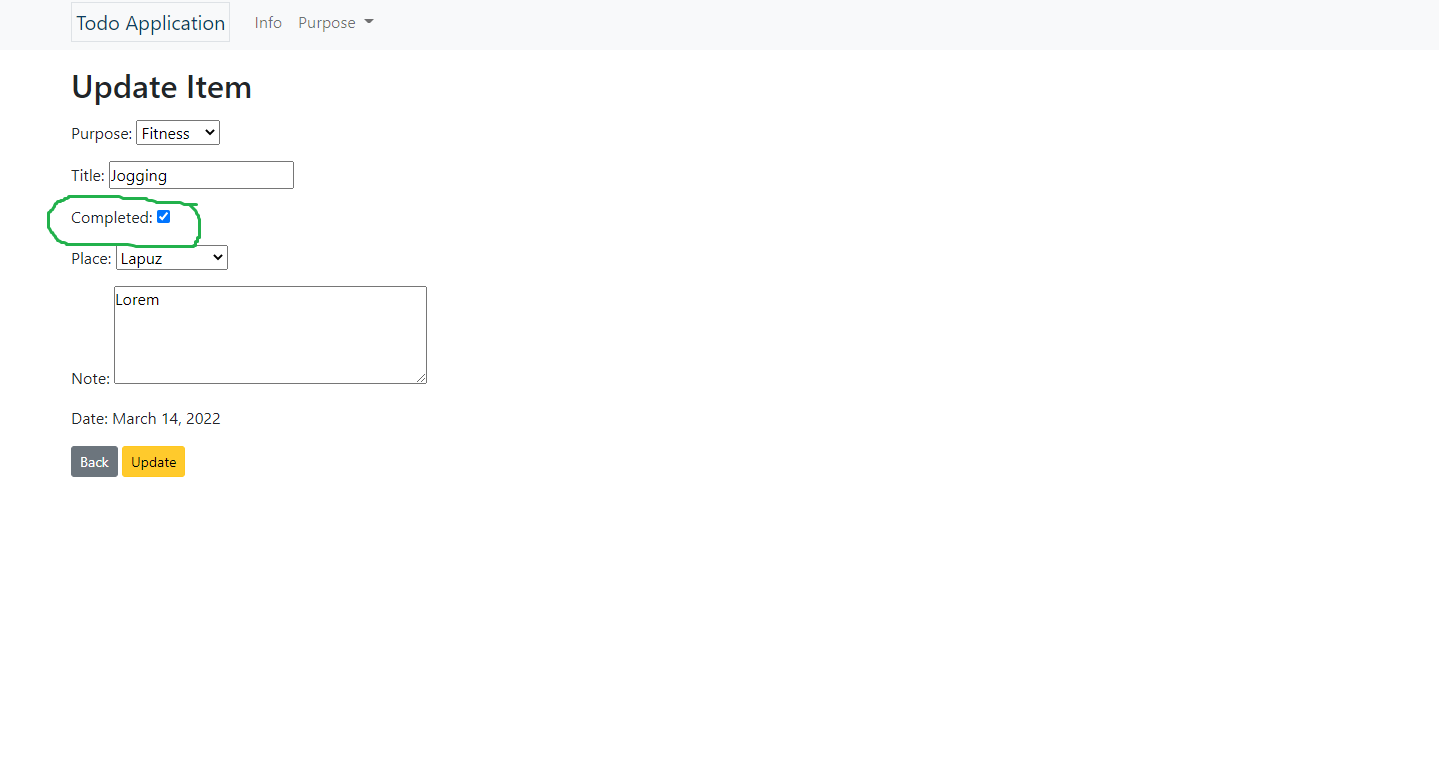 Todo Application Info Purpose
Update Item
Purpose: Fitness
Title: Jogging
Completed:
Place: Lapuz
Lorem
Note:
Date: March 14, 2022
Back Update